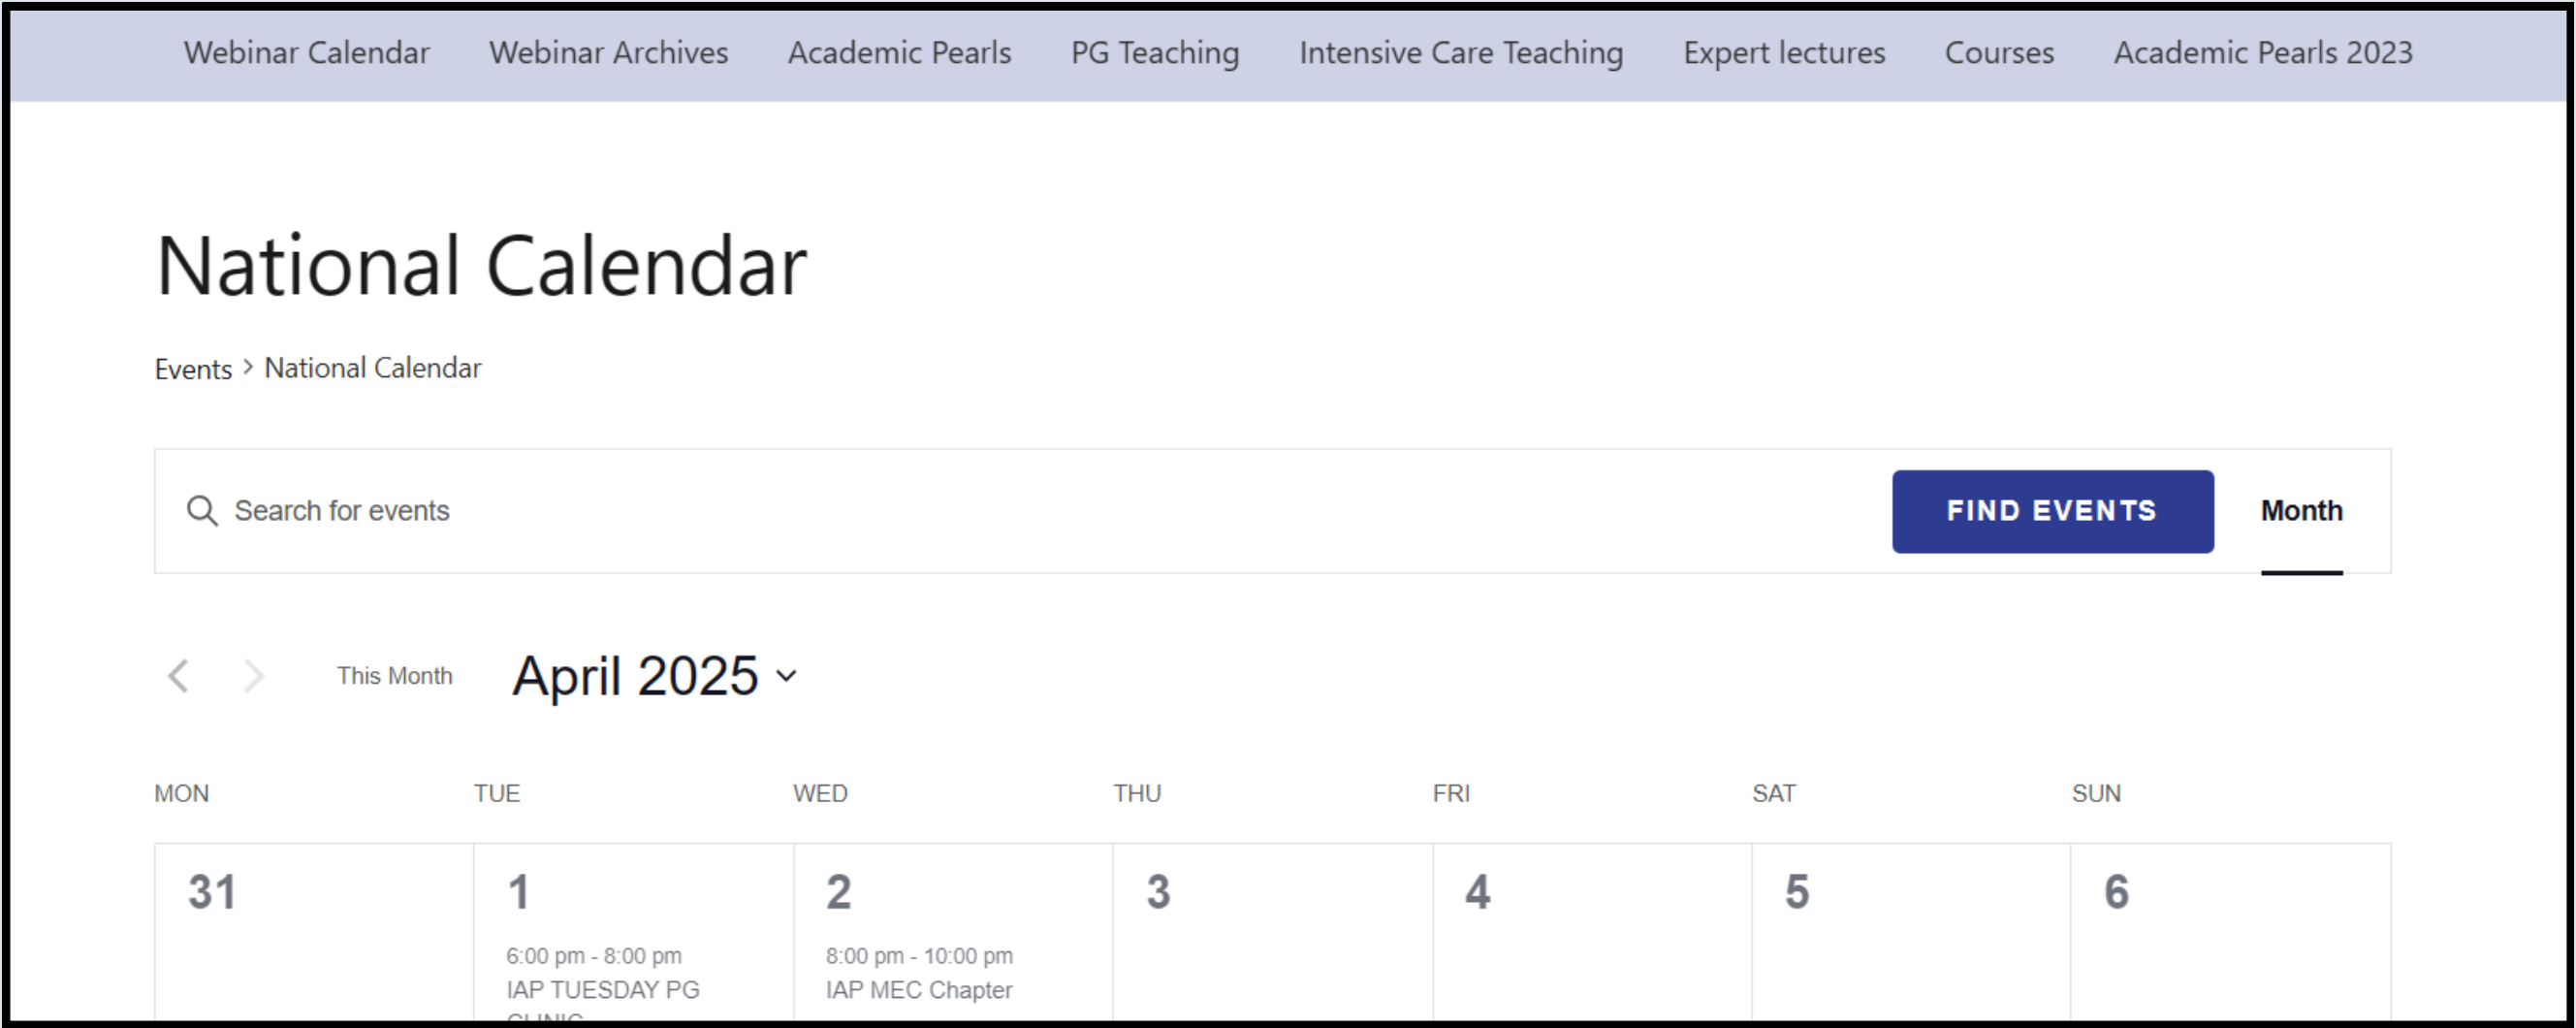 Webinar Calendar Webinar Archives Academic Pearls PG Teaching Intensive Care Teaching Expert lectures Courses Academic Pearls 2023
National Calendar
Events > National Calendar
Search for events FIND EVENTS Month
This Month April 2025
MON TUE WED THU FRI SAT SUN
31 1 2 3 4 5 6
6:00 pm - 8:00 pm 8:00 pm - 10:00 pm
IAP TUESDAY PG IAP MEC Chapter
CLINIC